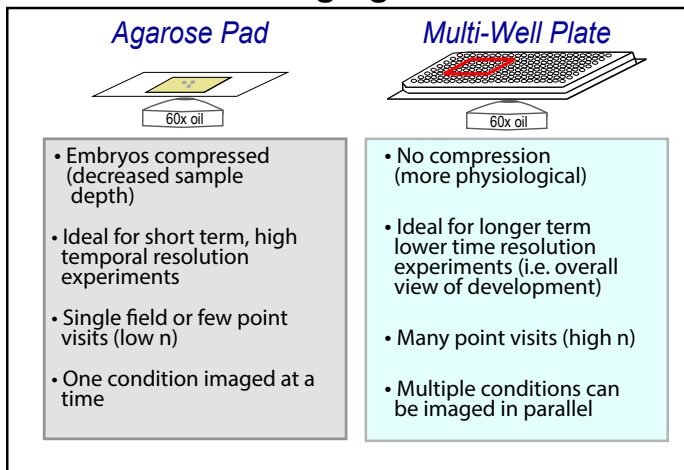 Agarose Pad
Multi-Well Plate
60x oil
60x oil
• Embryos compressed
(decreased sample
depth)
• Ideal for short term, high
temporal resolution
experiments
• Single field or few point
visits (low n)
• One condition imaged at a
time
• No compression
(more physiological)
• Ideal for longer term
lower time resolution
experiments (i.e. overall
view of development)
• Many point visits (high n)
• Multiple conditions can
be imaged in parallel